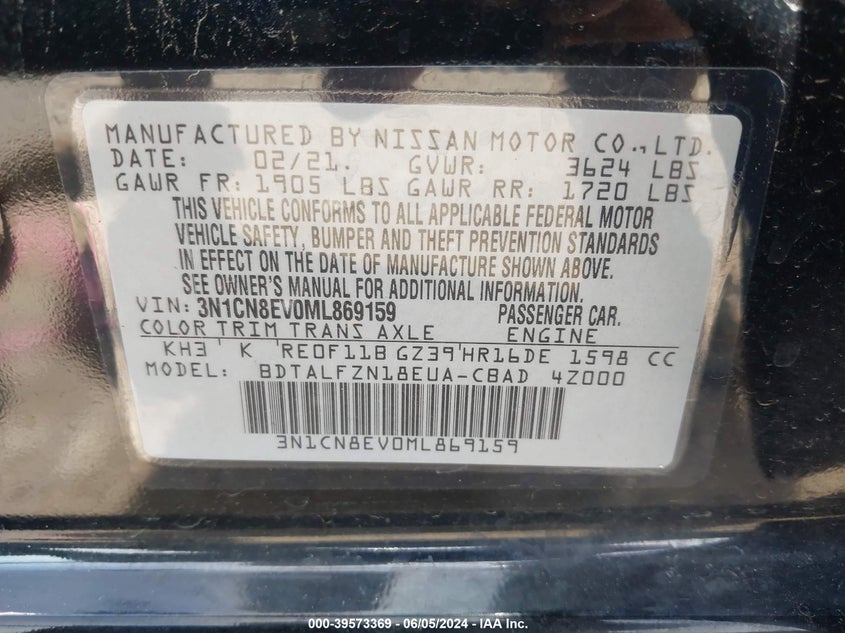 MANUFACTURED BY NISSAN MOTOR CO., LTD.
DATE: 02/21. GVWR: 3624 LBS
GAWR FR: 1905 LBS GAWR RR: 1720 LBS
THIS VEHICLE CONFORMS TO ALL APPLICABLE FEDERAL MOTOR
VEHICLE SAFETY, BUMPER AND THEFT PREVENTION STANDARDS
IN EFFECT ON THE DATE OF MANUFACTURE SHOWN ABOVE.
SEE OWNER'S MANUAL FOR ADDITIONAL INFORMATION.
VIN: 3N1CN8EV0ML869159 PASSENGER CAR.
COLOR TRIM TRANS AXLE ENGINE
KH3 K RE0F11B GZ39 HR16DE 1598 CC
MODEL: BDTALFZN18EUA-CBAD 4Z000
3N1CN8EV0ML869159
000-39573369 - 06/05/2024 - IAA Inc.